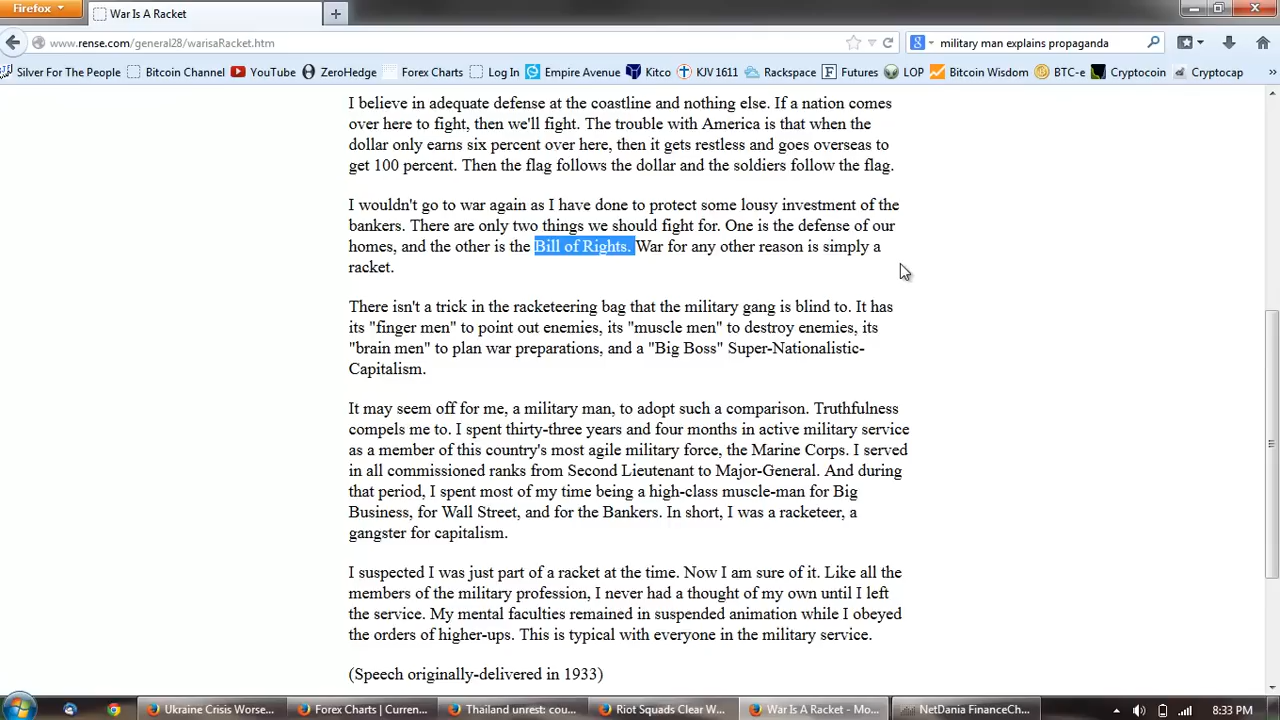 Firefox
War Is A Racket
www.rense.com/general28/warisaRacket.htm
military man explains propaganda
Silver For The People
Bitcoin Channel
YouTube
ZeroHedge
Forex Charts
Log In
Empire Avenue
Kitco
KJV 1611
Rackspace
Futures
LOP
Bitcoin Wisdom
BTC-e
Cryptocoin
Cryptocap
I believe in adequate defense at the coastline and nothing else. If a nation comes
over here to fight, then we'll fight. The trouble with America is that when the
dollar only earns six percent over here, then it gets restless and goes overseas to
get 100 percent. Then the flag follows the dollar and the soldiers follow the flag.
I wouldn't go to war again as I have done to protect some lousy investment of the
bankers. There are only two things we should fight for. One is the defense of our
homes, and the other is the Bill of Rights. War for any other reason is simply a
racket.
There isn't a trick in the racketeering bag that the military gang is blind to. It has
its "finger men" to point out enemies, its "muscle men" to destroy enemies, its
"brain men" to plan war preparations, and a "Big Boss" Super-Nationalistic-
Capitalism.
It may seem off for me, a military man, to adopt such a comparison. Truthfulness
compels me to. I spent thirty-three years and four months in active military service
as a member of this country's most agile military force, the Marine Corps. I served
in all commissioned ranks from Second Lieutenant to Major-General. And during
that period, I spent most of my time being a high-class muscle-man for Big
Business, for Wall Street, and for the Bankers. In short, I was a racketeer, a
gangster for capitalism.
I suspected I was just part of a racket at the time. Now I am sure of it. Like all the
members of the military profession, I never had a thought of my own until I left
the service. My mental faculties remained in suspended animation while I obeyed
the orders of higher-ups. This is typical with everyone in the military service.
(Speech originally-delivered in 1933)
Ukraine Crisis Worse...
Forex Charts | Curren...
Thailand unrest: cou...
Riot Squads Clear W...
War Is A Racket - Mo...
NetDania FinanceCh...
8:33 PM